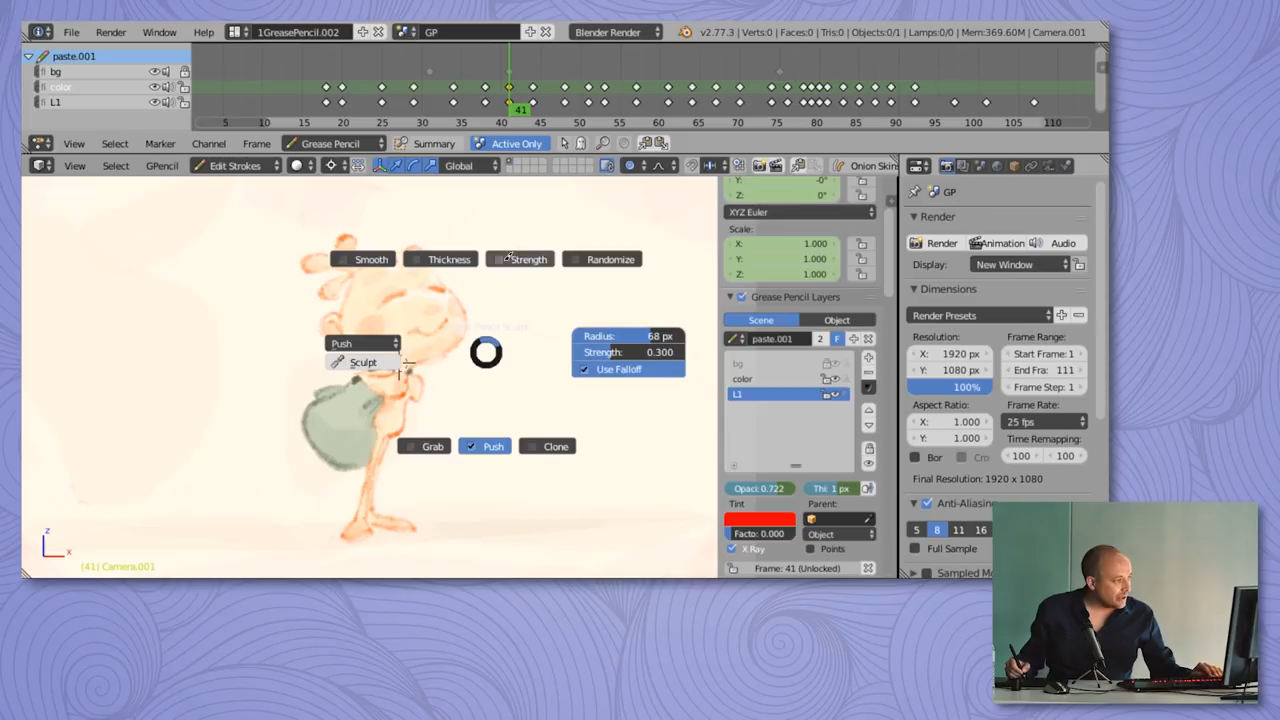 File Render Window Help 1GreasePencil.002 GP Blender Render v2.77.3 | Verts:0 | Faces:0 | Tris:0 | Objects:0/1 | Lamps:0/0 | Mem:369.60M | Camera.001
paste.001
bg
color
L1
41
5 10 15 20 25 30 35 40 45 50 55 60 65 70 75 80 85 90 95 100 105 110
View Select Marker Channel Frame Grease Pencil Summary Active Only
View Select GPencil Edit Strokes Global Onion Skin
Y: -0°
Z: 0°
XYZ Euler
Scale:
X: 1.000
Y: 1.000
Z: 1.000
Grease Pencil Layers
Scene Object
paste.001 2 F
bg
color
L1
Opaci: 0.722 Thi: 1 px
Tint Parent:
Facto: 0.000 Object
X Ray Points
Frame: 41 (Unlocked)
GP
Render
Render Animation Audio
Display: New Window
Dimensions
Render Presets
Resolution: Frame Range:
X: 1920 px Start Frame: 1
Y: 1080 px End Fra: 111
100% Frame Step: 1
Aspect Ratio: Frame Rate:
X: 1.000 25 fps
Y: 1.000 Time Remapping:
Bor Cro 100 100
Final Resolution: 1920 x 1080
Anti-Aliasing
5 8 11 16
Full Sample
Sampled Mo
Smooth Thickness Strength Randomize
Push
Sculpt
Radius: 68 px
Strength: 0.300
Use Falloff
Grab Push Clone
z
x
(41) Camera.001